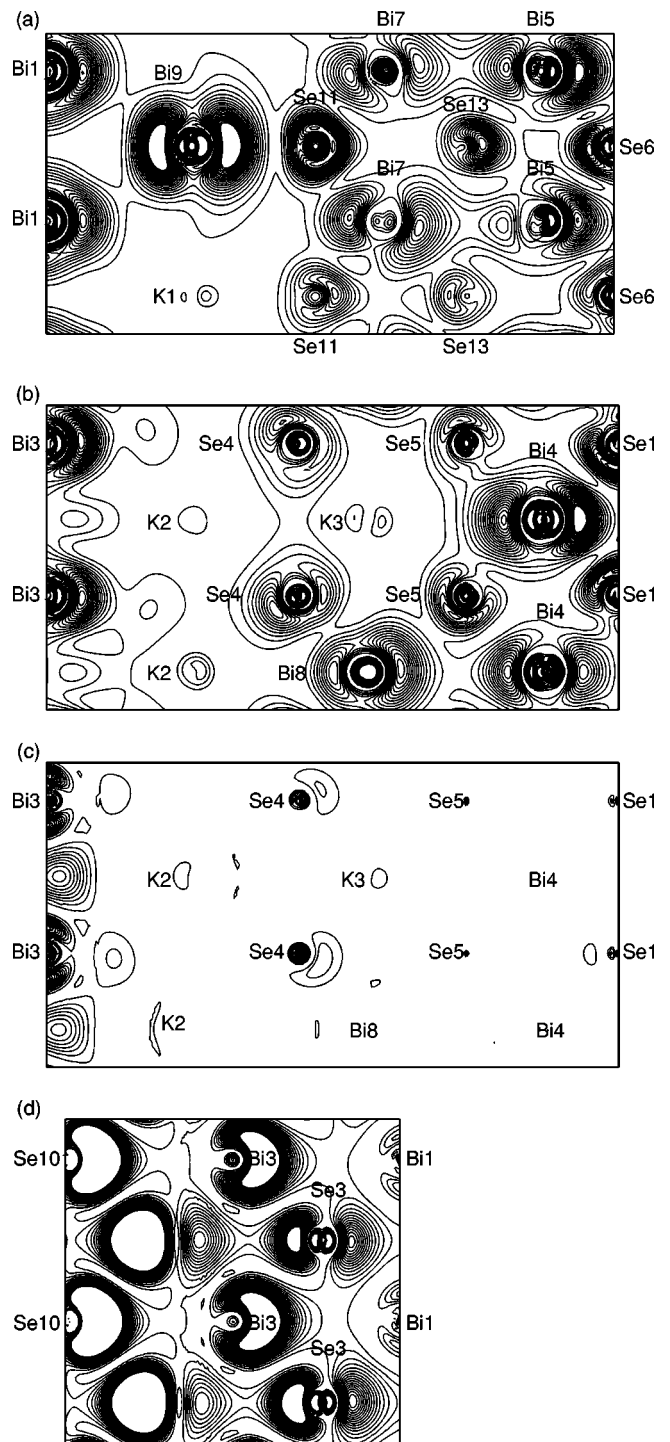 (a)
Bi7 Bi5
Bi1 Bi9
Se11 Se13
Se6
Bi7 Bi5
Bi1
K1 Se6
Se11 Se13
(b)
Bi3 Se4 Se5 Bi4 Se1
K2 K3
Bi3 Se4 Se5 Se1
Bi4
K2 Bi8
(c)
Bi3 Se4 Se5 Se1
K2 K3 Bi4
Bi3 Se4 Se5 Se1
K2 Bi8 Bi4
(d)
Se10 Bi3 Bi1
Se3
Se10 Bi3 Bi1
Se3